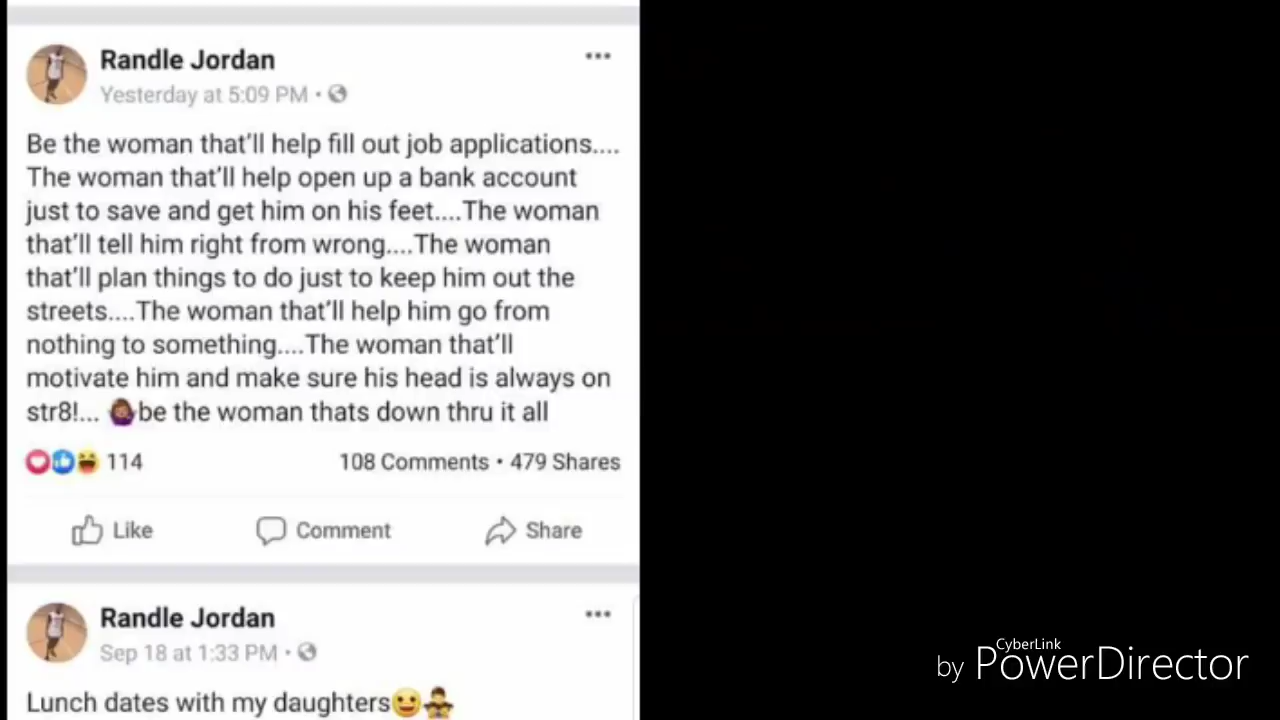 Randle Jordan
Yesterday at 5:09 PM •
Be the woman that'll help fill out job applications....
The woman that'll help open up a bank account
just to save and get him on his feet....The woman
that'll tell him right from wrong....The woman
that'll plan things to do just to keep him out the
streets....The woman that'll help him go from
nothing to something....The woman that'll
motivate him and make sure his head is always on
str8!... 🤷🏽‍♀️be the woman thats down thru it all
114 108 Comments • 479 Shares
Like Comment Share
Randle Jordan
Sep 18 at 1:33 PM •
Lunch dates with my daughters
CyberLink
by PowerDirector